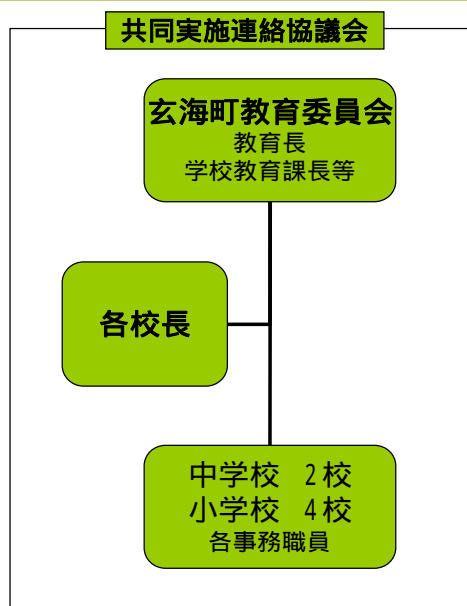 共同実施連絡協議会
玄海町教育委員会
教育長
学校教育課長等
各校長
中学校　2校
小学校　4校
各事務職員